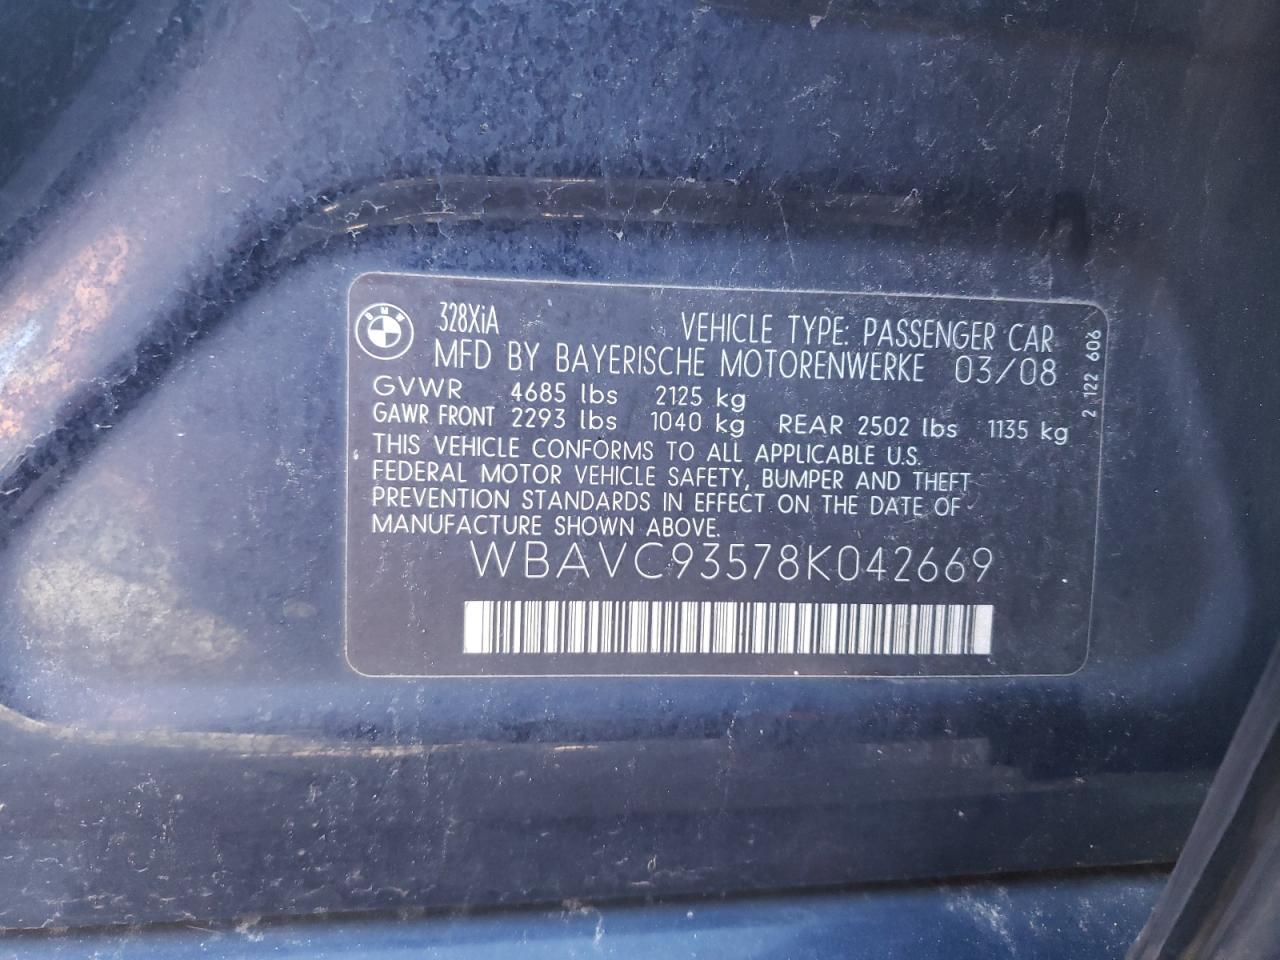 BMW
328XiA
VEHICLE TYPE: PASSENGER CAR
MFD BY BAYERISCHE MOTORENWERKE 03/08
GVWR 4685 lbs 2125 kg
GAWR FRONT 2293 lbs 1040 kg REAR 2502 lbs 1135 kg
THIS VEHICLE CONFORMS TO ALL APPLICABLE U.S.
FEDERAL MOTOR VEHICLE SAFETY, BUMPER AND THEFT
PREVENTION STANDARDS IN EFFECT ON THE DATE OF
MANUFACTURE SHOWN ABOVE.
WBAVC93578K042669
2 122 606